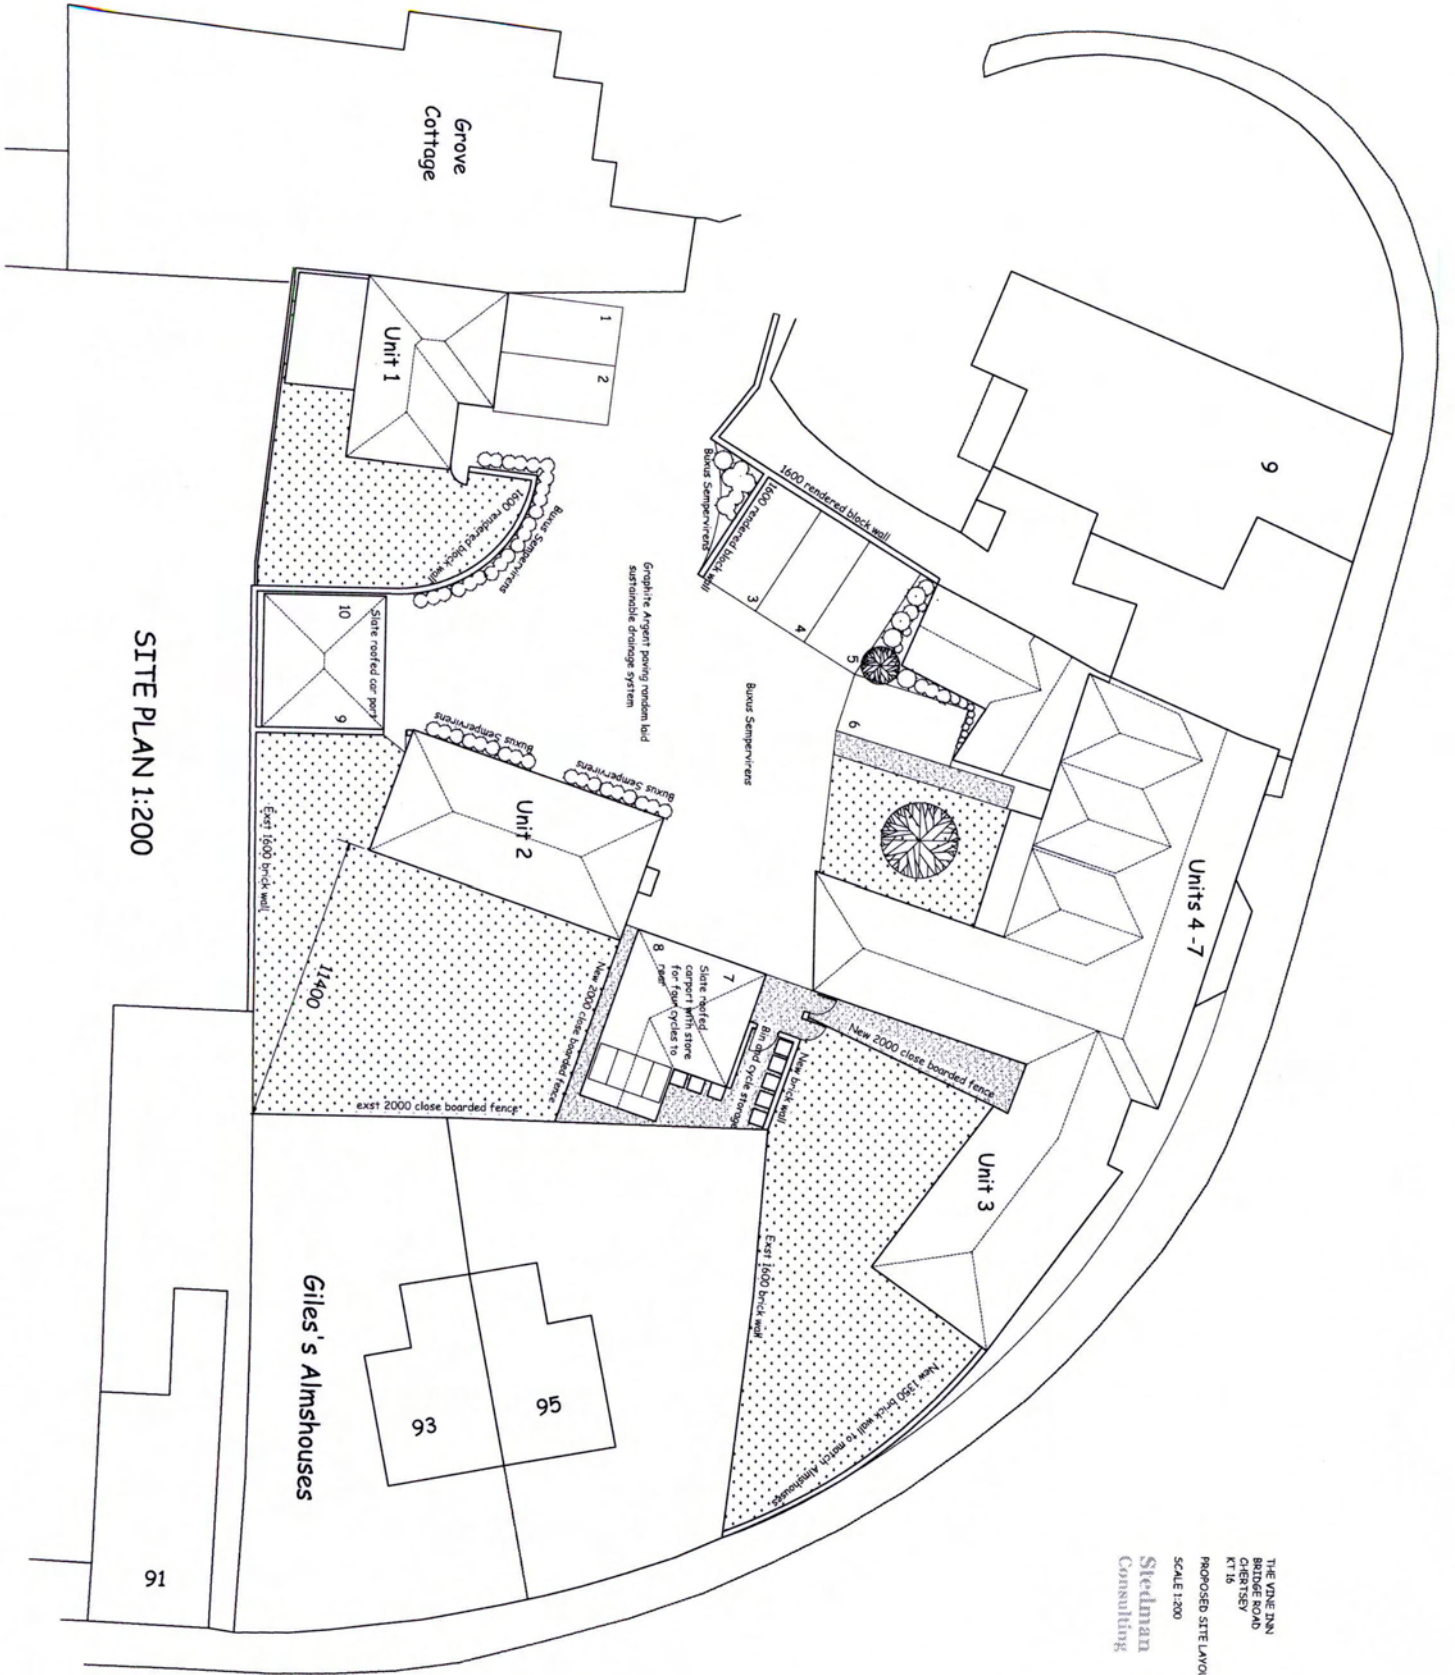 Grove
Cottage
Unit 1
1
2
1600 rendered block wall
Buxus Sempervirens
10
Slate roofed car port
9
Exst 1600 brick wall
SITE PLAN 1:200
Graphite Argent paving random laid
sustainable drainage system
Buxus Sempervirens
1600 rendered block wall
1600 rendered block wall
3
4
5
6
Buxus Sempervirens
9
Units 4 -7
Buxus Sempervirens
Buxus Sempervirens
Unit 2
11400
New 2000 close boarded fence
exst 2000 close boarded fence
7
8
Slate roofed
carport with store
for four cycles to
rear
Bin and cycle storage
New brick wall
New 2000 close boarded fence
Unit 3
Exst 1600 brick wall
New 1350 brick wall to match Almshouses
Giles's Almshouses
93
95
91
THE VINE INN
BRIDGE ROAD
CHERTSEY
KT 16
PROPOSED SITE LAYOU
SCALE 1:200
Stedman
Consulting